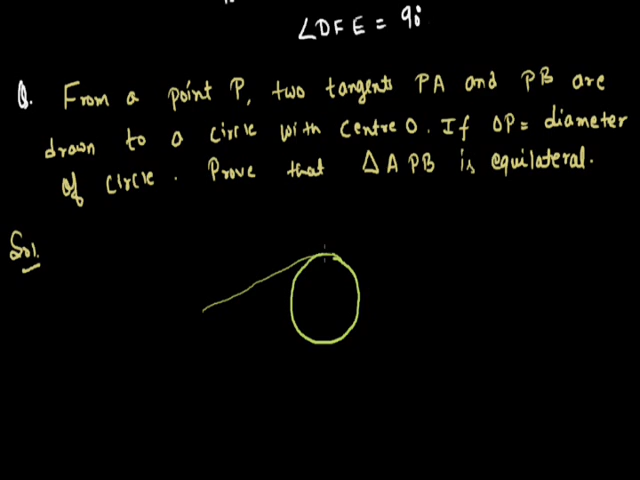 ∠DFE = 90°
Q. From a point P, two tangents PA and PB are
drawn to a circle with centre O. If OP = diameter
of circle. Prove that Δ APB is equilateral.
Sol.